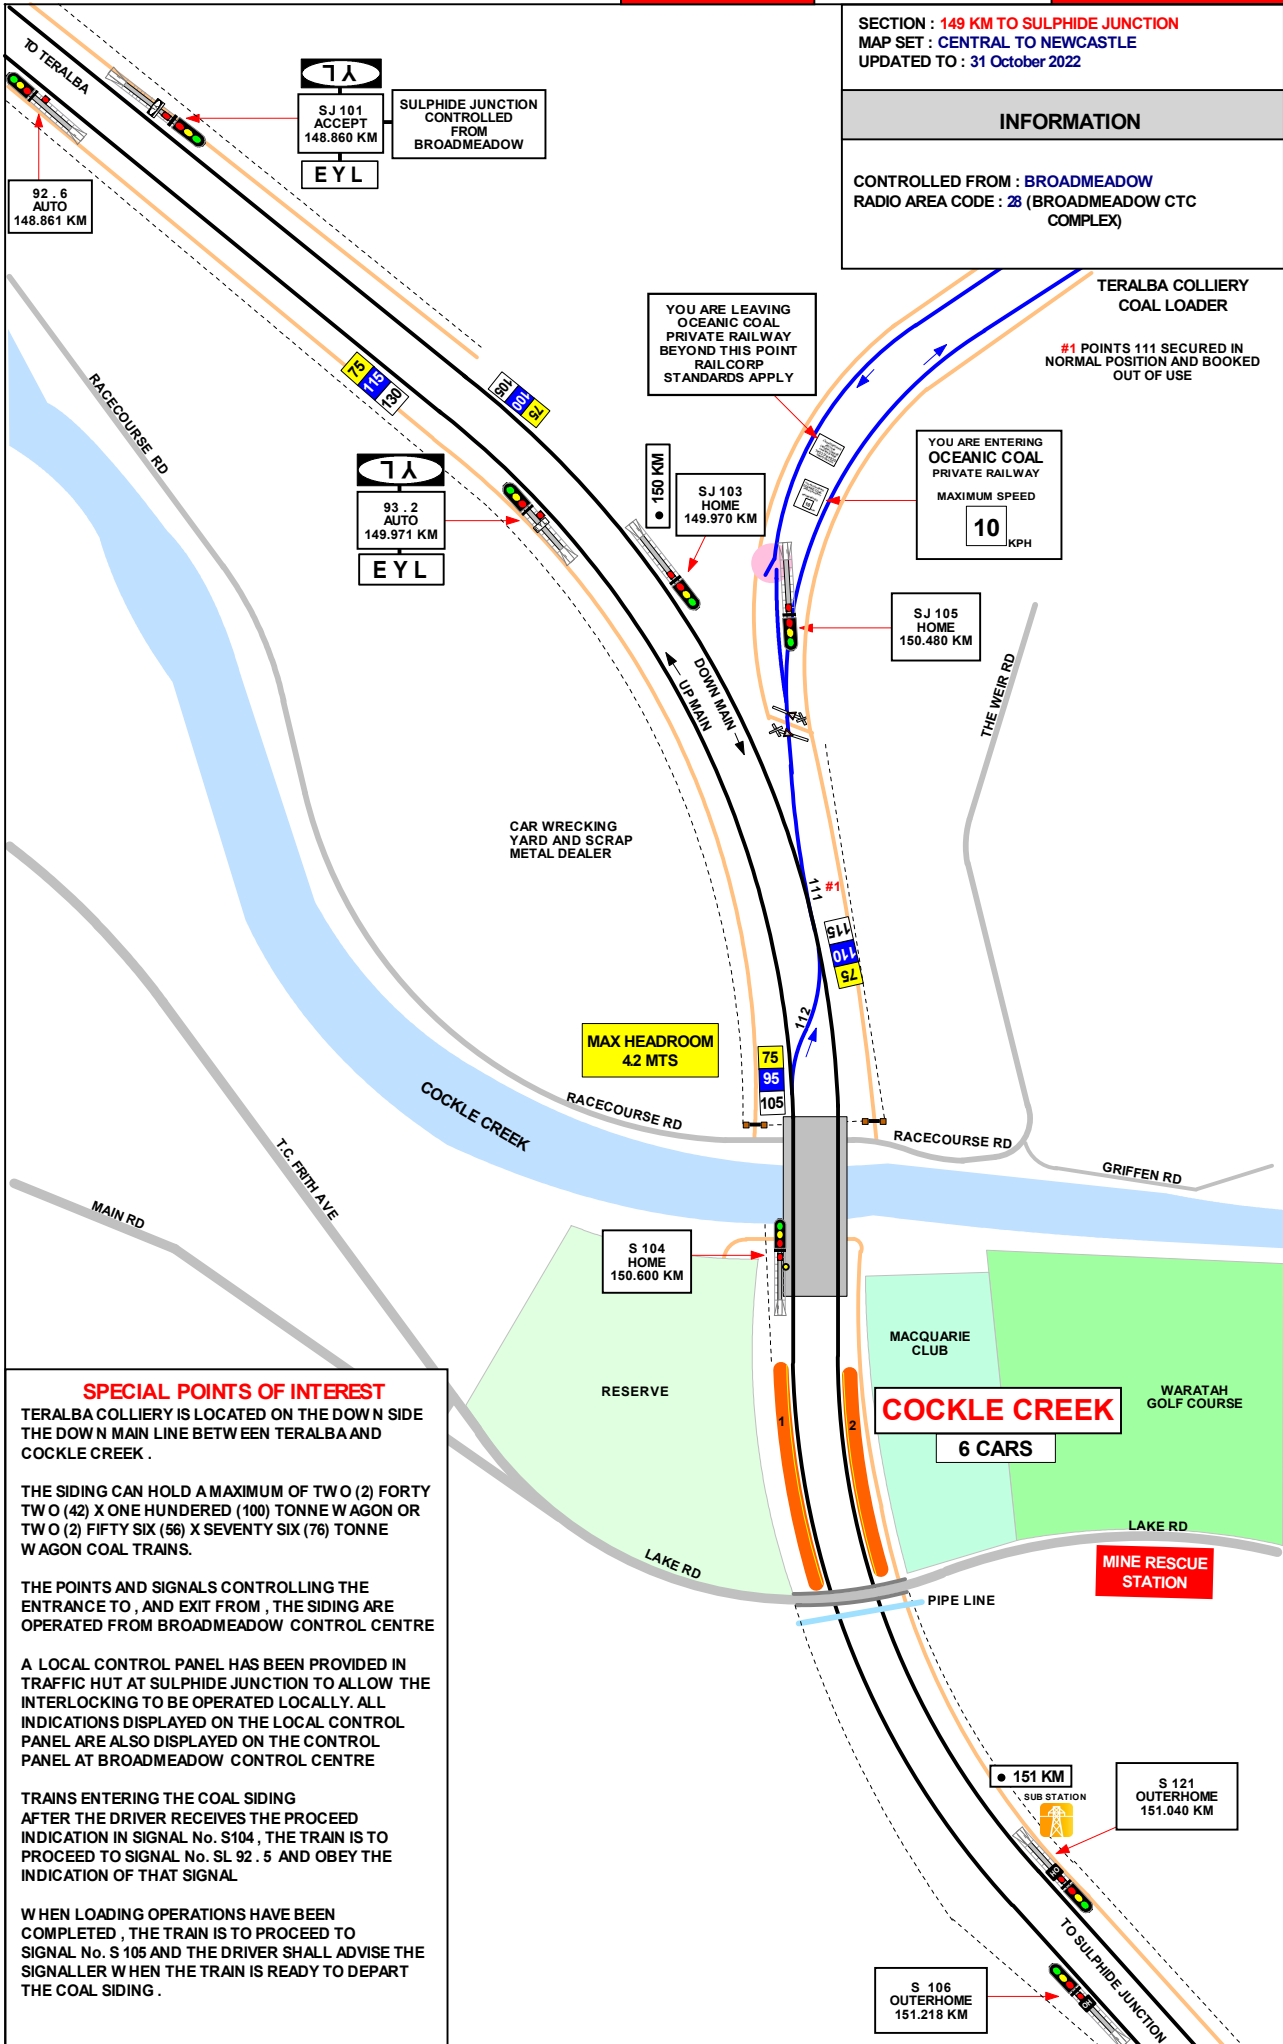 SECTION : 149 KM TO SULPHIDE JUNCTION
MAP SET : CENTRAL TO NEWCASTLE
UPDATED TO : 31 October 2022
INFORMATION
CONTROLLED FROM : BROADMEADOW
RADIO AREA CODE : 28 (BROADMEADOW CTC
COMPLEX)
TO TERALBA
YL
SJ 101
ACCEPT
148.860 KM
EYL
SULPHIDE JUNCTION
CONTROLLED
FROM
BROADMEADOW
92 . 6
AUTO
148.861 KM
TERALBA COLLIERY
COAL LOADER
#1 POINTS 111 SECURED IN
NORMAL POSITION AND BOOKED
OUT OF USE
YOU ARE LEAVING
OCEANIC COAL
PRIVATE RAILWAY
BEYOND THIS POINT
RAILCORP
STANDARDS APPLY
75
115
130
105
100
75
RACECOURSE RD
YOU ARE ENTERING
OCEANIC COAL
PRIVATE RAILWAY
MAXIMUM SPEED
10
KPH
YL
93 . 2
AUTO
149.971 KM
EYL
150 KM
SJ 103
HOME
149.970 KM
SJ 105
HOME
150.480 KM
THE WEIR RD
DOWN MAIN
UP MAIN
CAR WRECKING
YARD AND SCRAP
METAL DEALER
111 #1
115
110
75
112
MAX HEADROOM
4.2 MTS
75
95
105
COCKLE CREEK
RACECOURSE RD
RACECOURSE RD
GRIFFEN RD
T.C. FRITH AVE
MAIN RD
S 104
HOME
150.600 KM
MACQUARIE
CLUB
RESERVE
WARATAH
GOLF COURSE
1
2
COCKLE CREEK
6 CARS
LAKE RD
LAKE RD
MINE RESCUE
STATION
PIPE LINE
SPECIAL POINTS OF INTEREST
TERALBA COLLIERY IS LOCATED ON THE DOWN SIDE
THE DOWN MAIN LINE BETWEEN TERALBA AND
COCKLE CREEK .
THE SIDING CAN HOLD A MAXIMUM OF TWO (2) FORTY
TWO (42) X ONE HUNDERED (100) TONNE WAGON OR
TWO (2) FIFTY SIX (56) X SEVENTY SIX (76) TONNE
WAGON COAL TRAINS.
THE POINTS AND SIGNALS CONTROLLING THE
ENTRANCE TO , AND EXIT FROM , THE SIDING ARE
OPERATED FROM BROADMEADOW CONTROL CENTRE
A LOCAL CONTROL PANEL HAS BEEN PROVIDED IN
TRAFFIC HUT AT SULPHIDE JUNCTION TO ALLOW THE
INTERLOCKING TO BE OPERATED LOCALLY. ALL
INDICATIONS DISPLAYED ON THE LOCAL CONTROL
PANEL ARE ALSO DISPLAYED ON THE CONTROL
PANEL AT BROADMEADOW CONTROL CENTRE
TRAINS ENTERING THE COAL SIDING
AFTER THE DRIVER RECEIVES THE PROCEED
INDICATION IN SIGNAL No. S104 , THE TRAIN IS TO
PROCEED TO SIGNAL No. SL 92 . 5 AND OBEY THE
INDICATION OF THAT SIGNAL
WHEN LOADING OPERATIONS HAVE BEEN
COMPLETED , THE TRAIN IS TO PROCEED TO
SIGNAL No. S 105 AND THE DRIVER SHALL ADVISE THE
SIGNALLER WHEN THE TRAIN IS READY TO DEPART
THE COAL SIDING .
151 KM
SUB STATION
S 121
OUTERHOME
151.040 KM
TO SULPHIDE JUNCTION
S 106
OUTERHOME
151.218 KM